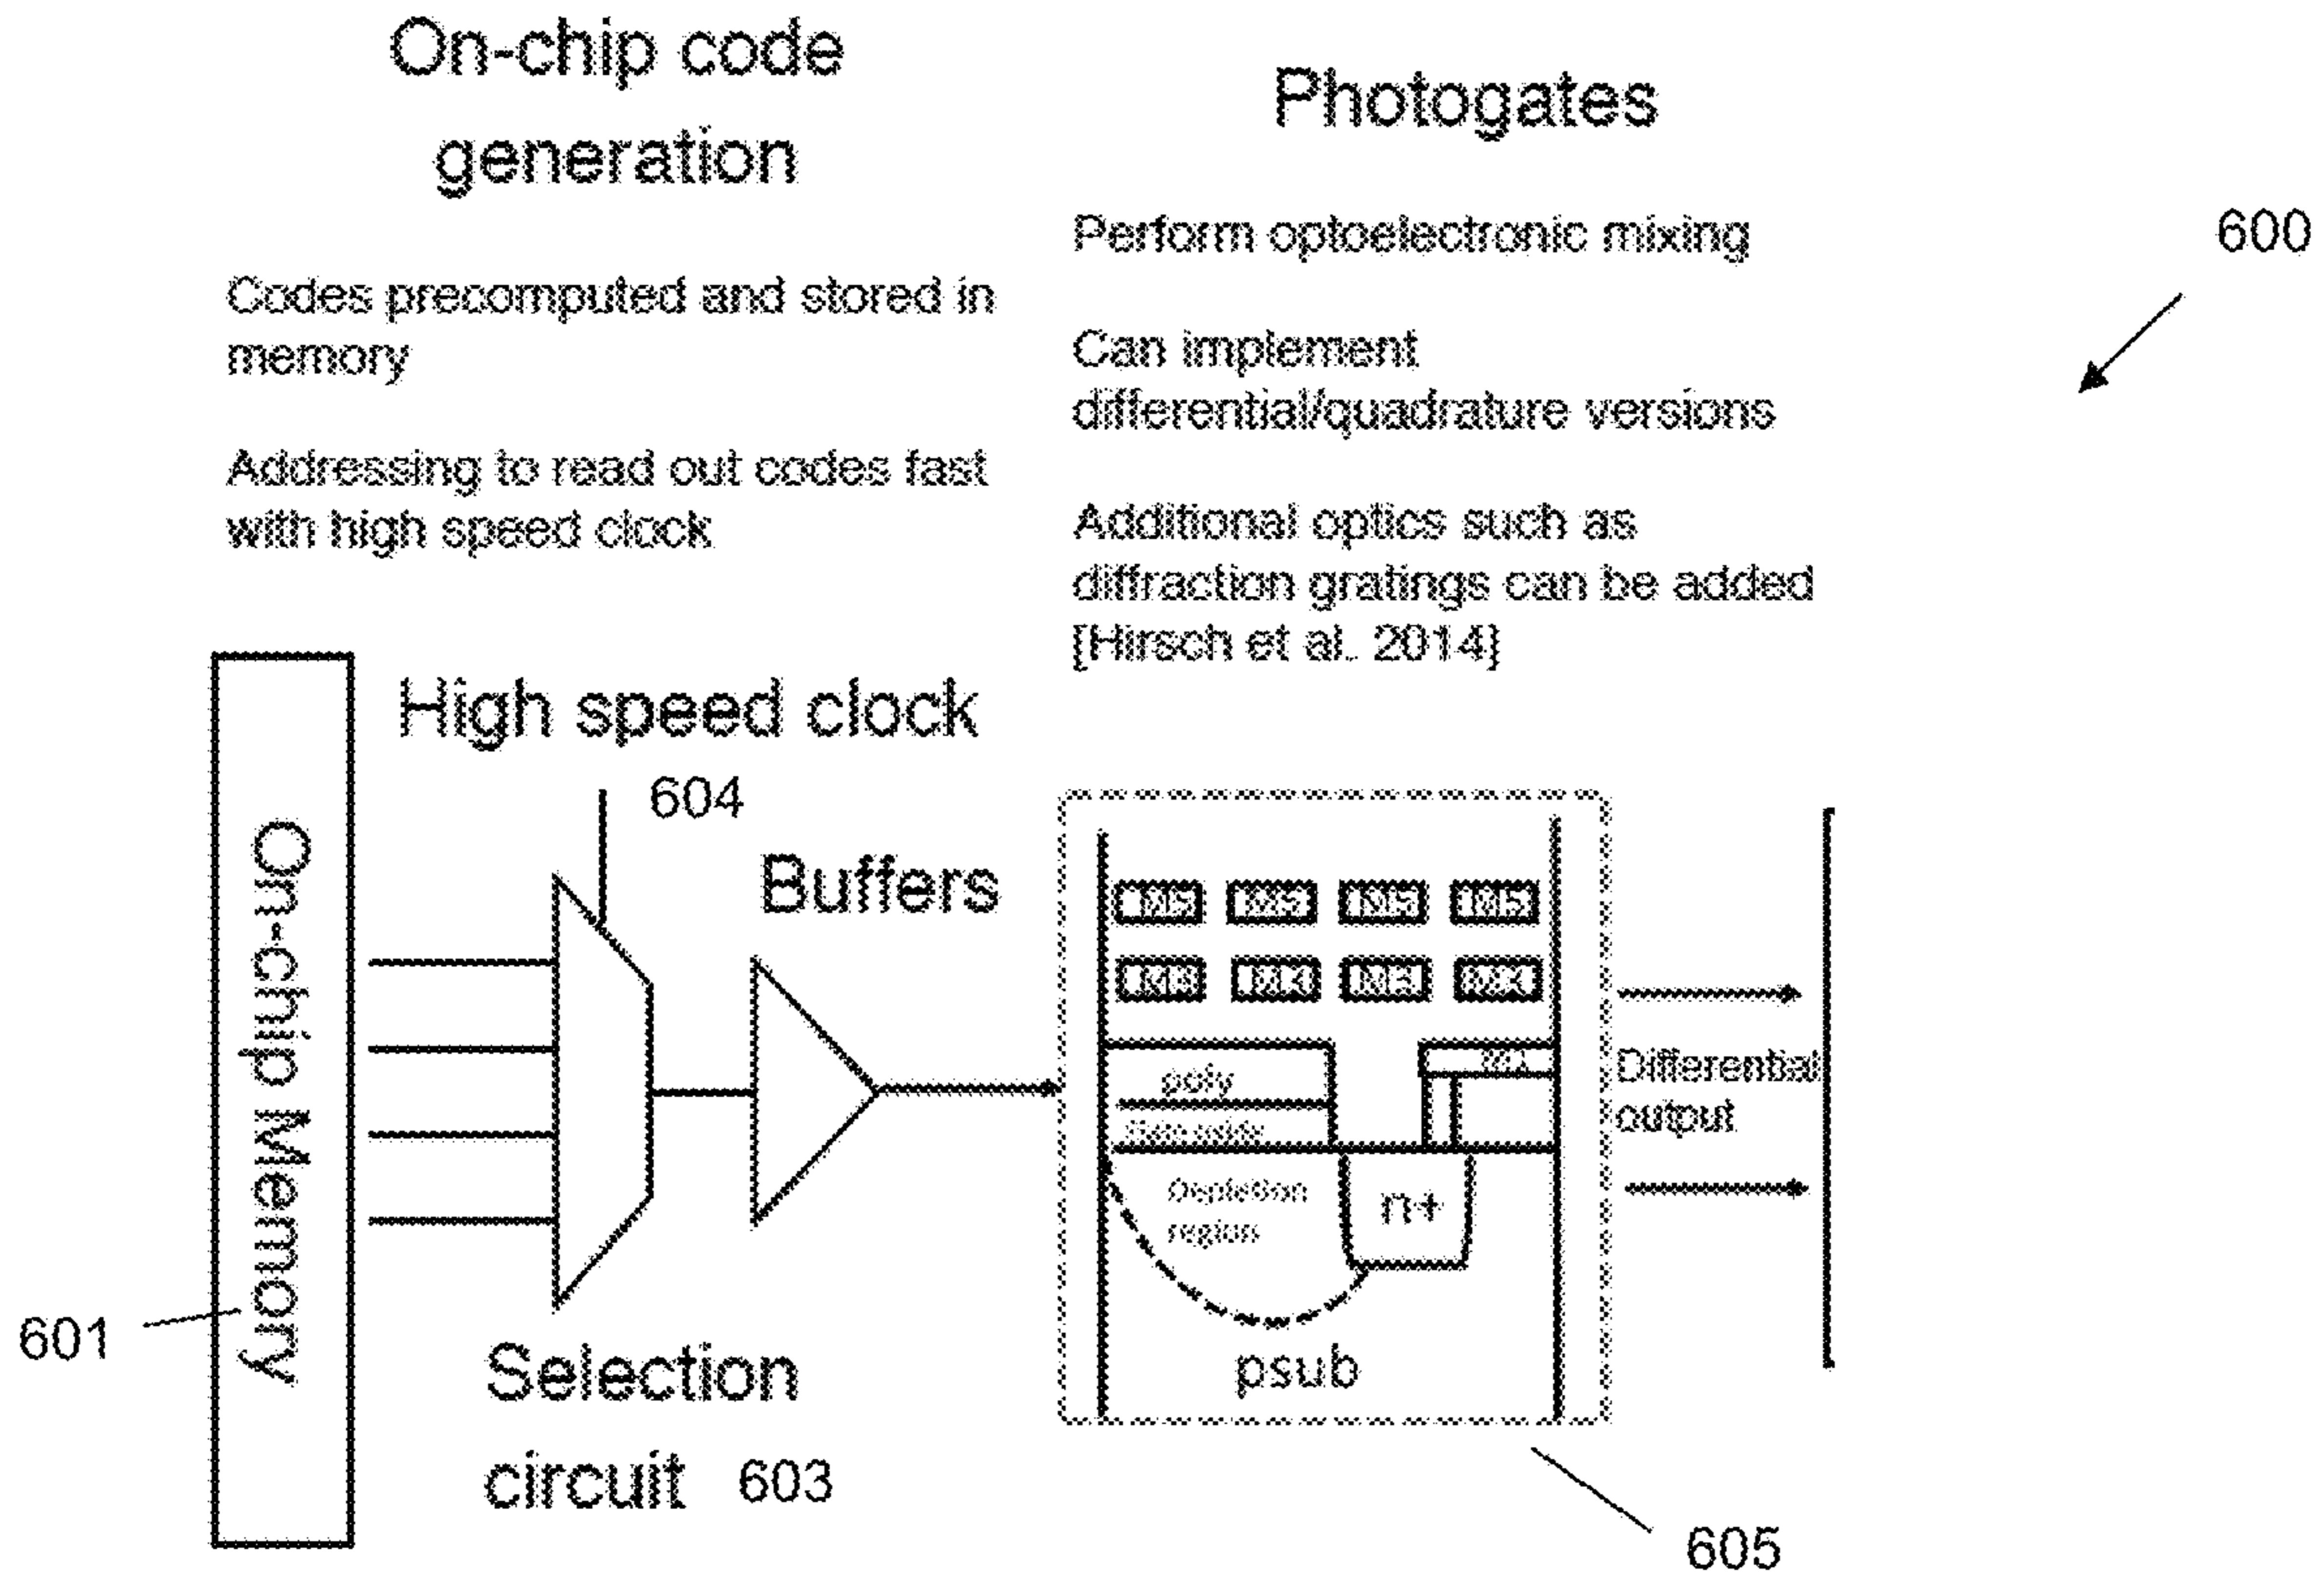 On-chip code
generation
Codes precomputed and stored in
memory
Addressing to read out codes fast
with high speed clock
Photogates
Perform optoelectronic mixing
Can implement
differential/quadrature versions
Additional optics such as
diffraction gratings can be added
[Hirsch et al. 2014]
600
On-chip Memory
601
High speed clock
604
Buffers
Selection
circuit 603
poly
Depletion
region
n+
psub
605
Differential
output